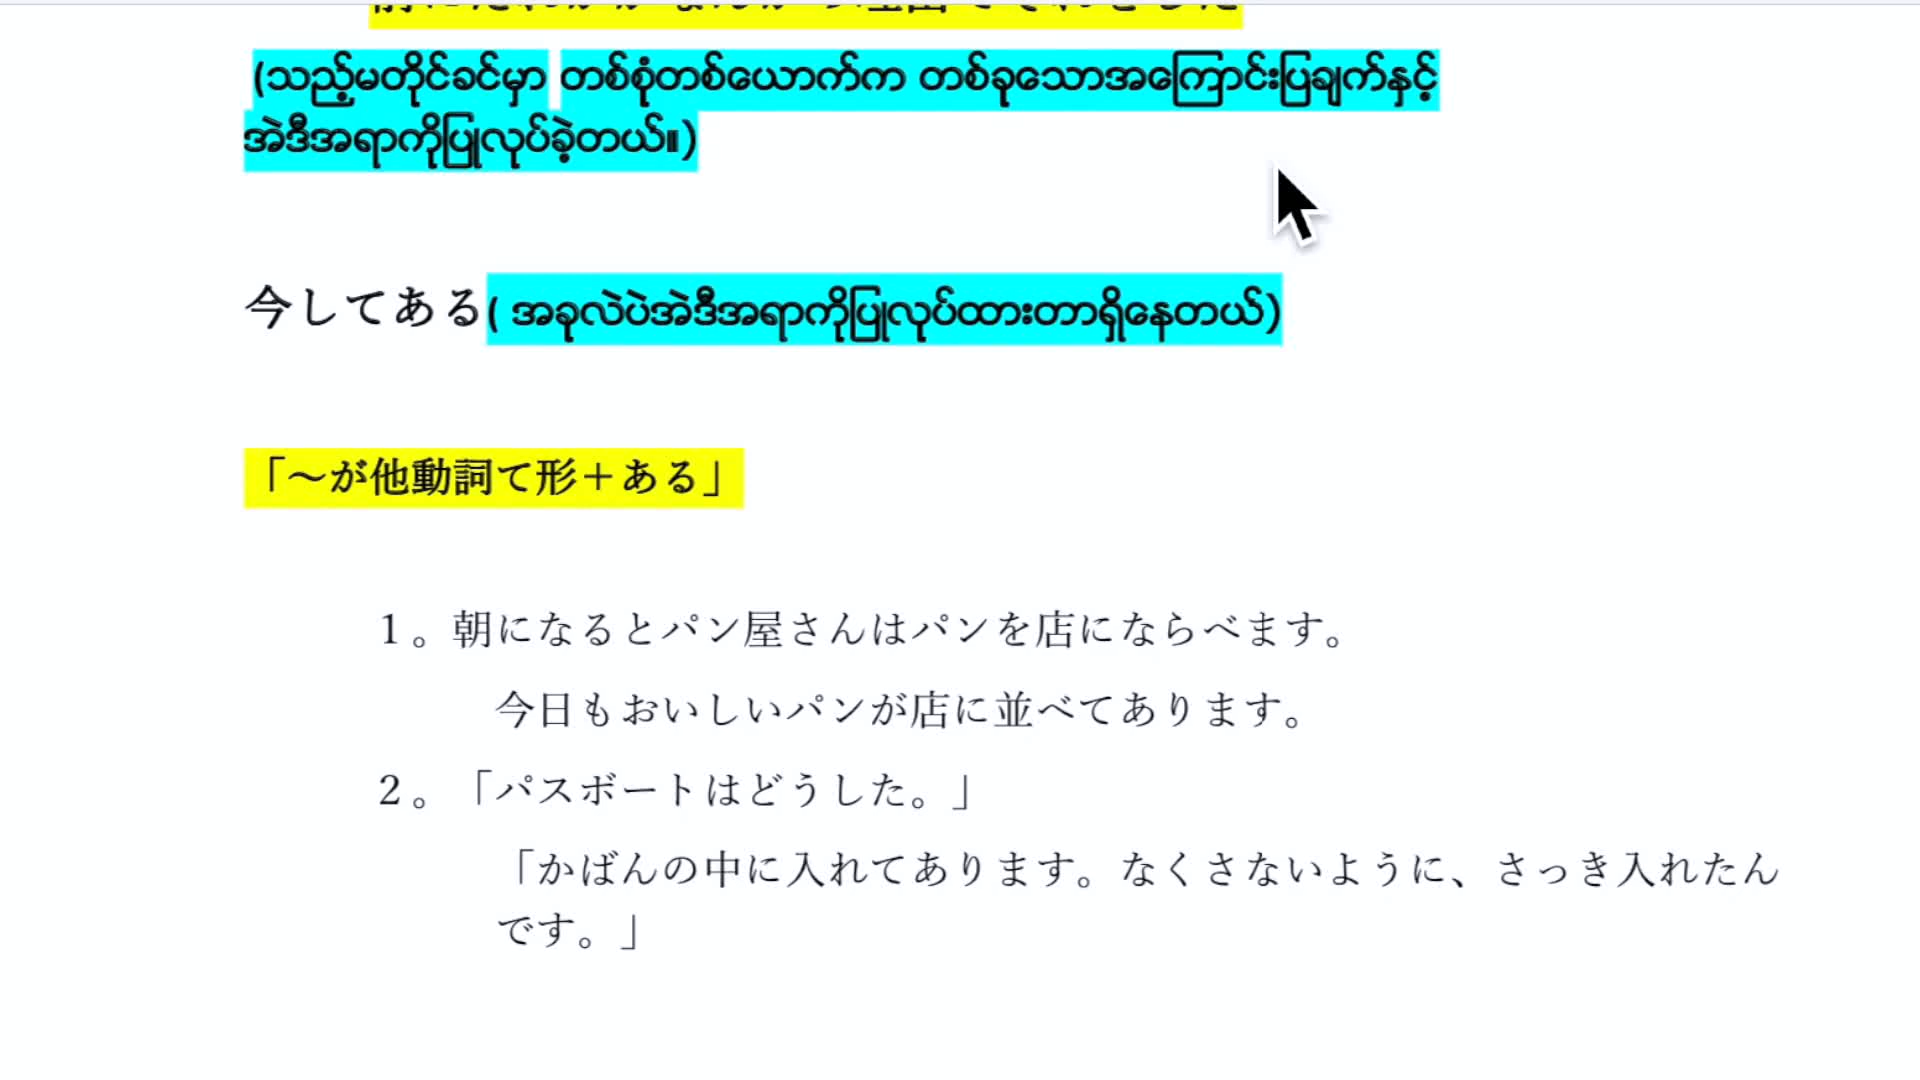 (သည့်မတိုင်ခင်မှာ တစ်စုံတစ်ယောက်က တစ်ခုသောအကြောင်းပြချက်နှင့်
အဲဒီအရာကိုပြုလုပ်ခဲ့တယ်။)
今してある( အခုလဲပဲအဲဒီအရာကိုပြုလုပ်ထားတာရှိနေတယ်)
「～が他動詞て形＋ある」
１。朝になるとパン屋さんはパンを店にならべます。
今日もおいしいパンが店に並べてあります。
２。「パスボートはどうした。」
「かばんの中に入れてあります。なくさないように、さっき入れたん
です。」